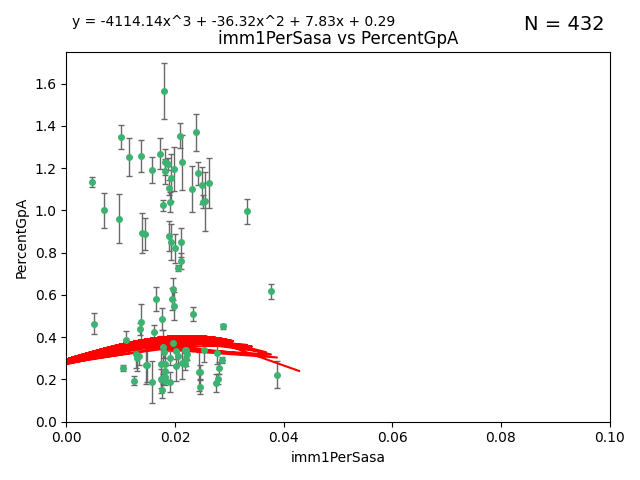 y = -4114.14x^3 + -36.32x^2 + 7.83x + 0.29
N = 432
imm1PerSasa vs PercentGpA
PercentGpA
1.6
1.4
1.2
1.0
0.8
0.6
0.4
0.2
0.0
0.00 0.02 0.04 0.06 0.08 0.10
imm1PerSasa